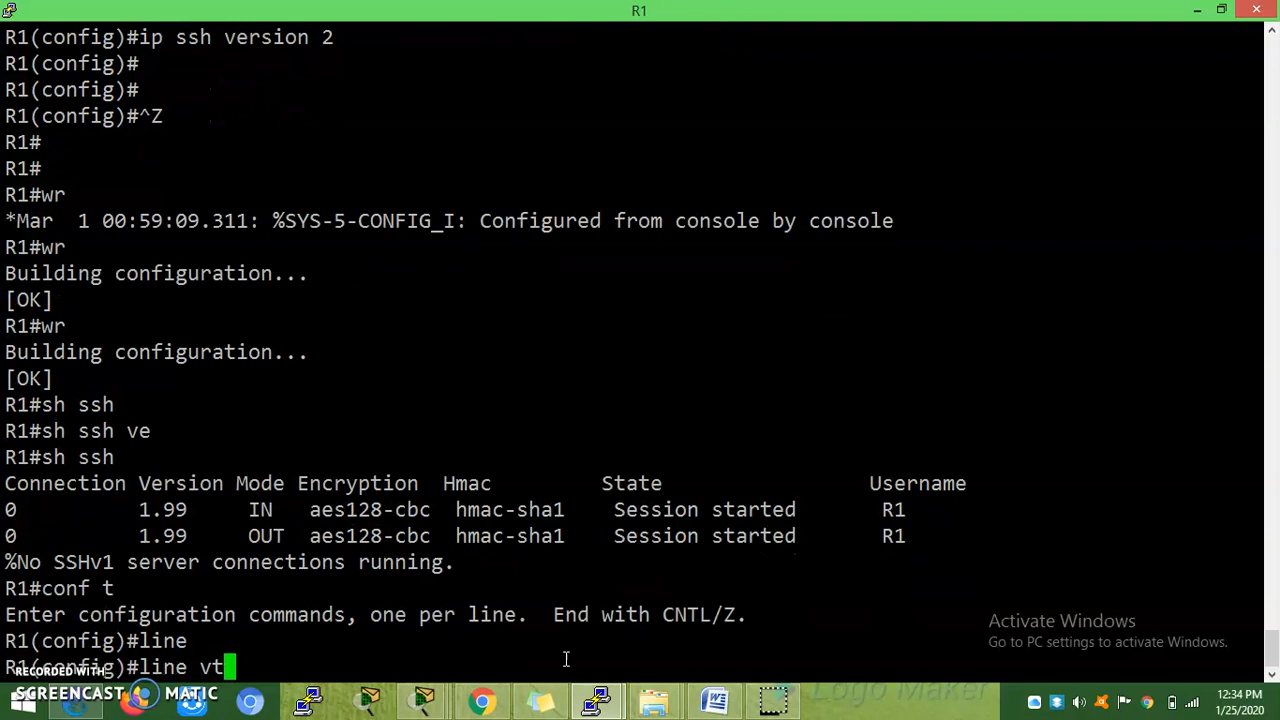 R1
R1(config)#ip ssh version 2
R1(config)#
R1(config)#
R1(config)#^Z
R1#
R1#
R1#wr
*Mar  1 00:59:09.311: %SYS-5-CONFIG_I: Configured from console by console
R1#wr
Building configuration...
[OK]
R1#wr
Building configuration...
[OK]
R1#sh ssh
R1#sh ssh ve
R1#sh ssh
Connection Version Mode Encryption  Hmac         State                 Username
0          1.99     IN   aes128-cbc  hmac-sha1    Session started       R1
0          1.99     OUT  aes128-cbc  hmac-sha1    Session started       R1
%No SSHv1 server connections running.
R1#conf t
Enter configuration commands, one per line.  End with CNTL/Z.
R1(config)#line
R1(config)#line vt
Activate Windows
Go to PC settings to activate Windows.
RECORDED WITH
SCREENCAST MATIC
Logo Maker
12:34 PM
1/25/2020